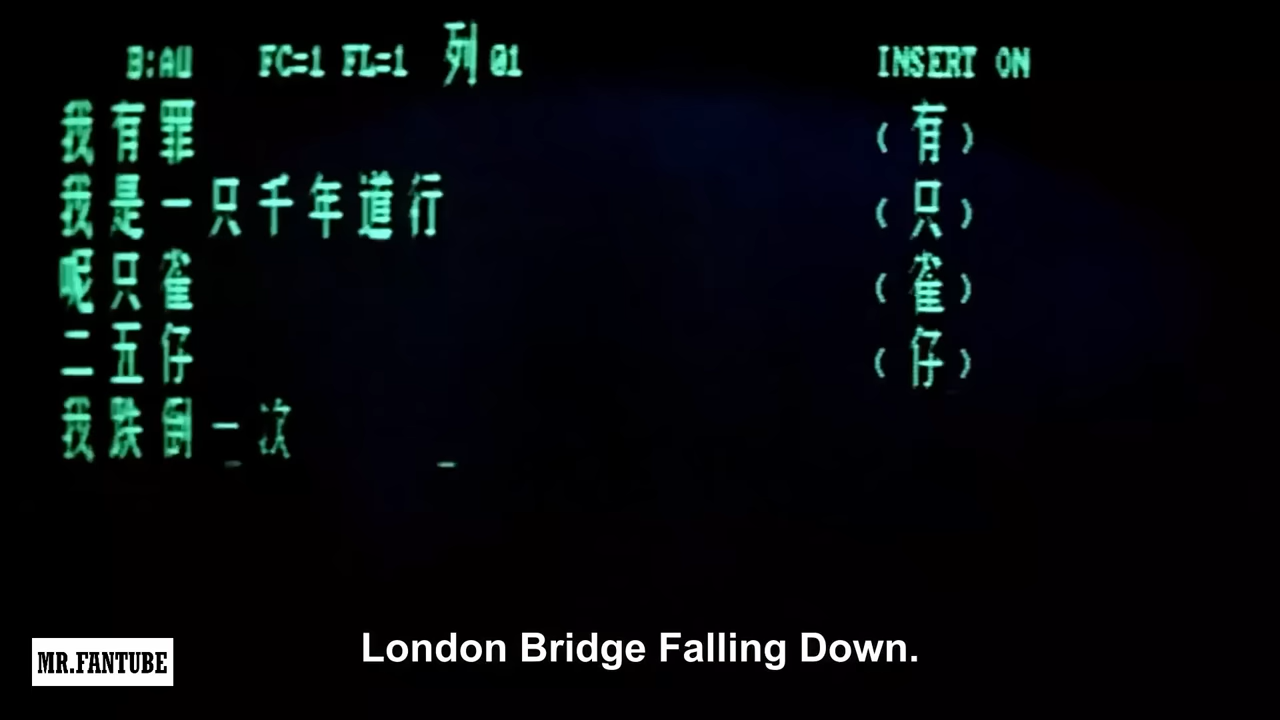 B:AU FC=1 FL=1 列01 INSERT ON
我有罪 (有)
我是一只千年道行 (只)
呢只雀 (雀)
二五仔 (仔)
我跌倒一次
London Bridge Falling Down.
MR.FANTUBE